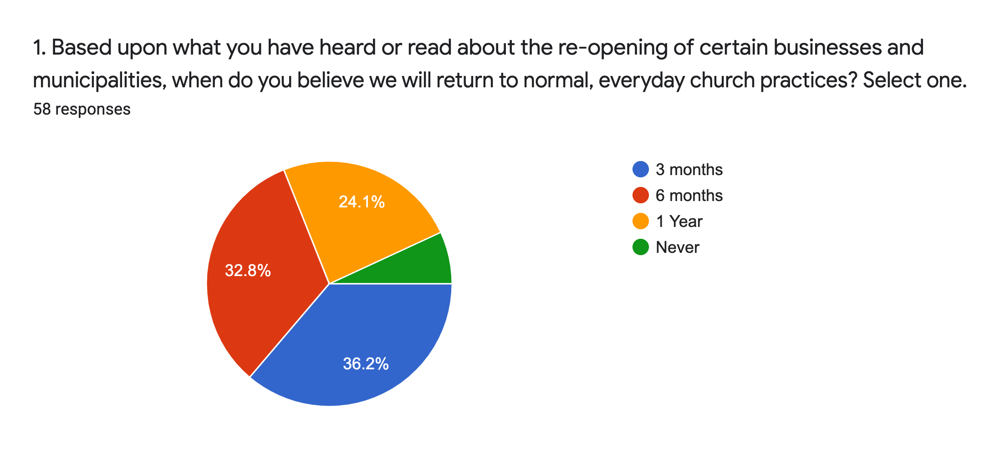 1. Based upon what you have heard or read about the re-opening of certain businesses and
municipalities, when do you believe we will return to normal, everyday church practices? Select one.
58 responses
24.1%
32.8%
36.2%
3 months
6 months
1 Year
Never